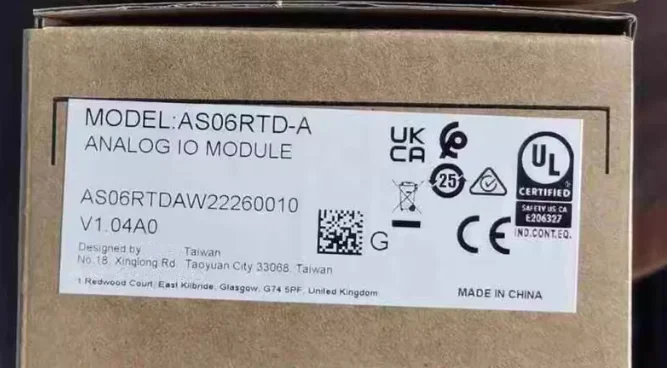 MODEL:AS06RTD-A
ANALOG IO MODULE
AS06RTDAW22260010
V1.04A0
Designed by Taiwan
No.18, Xinglong Rd. Taoyuan City 33068, Taiwan
1 Redwood Court, East Kilbride, Glasgow, G74 5PF, United Kingdom
G
UK
CA
25
CE
UL
CERTIFIED
SAFETY US CA
E206327
IND.CONT.EQ.
MADE IN CHINA